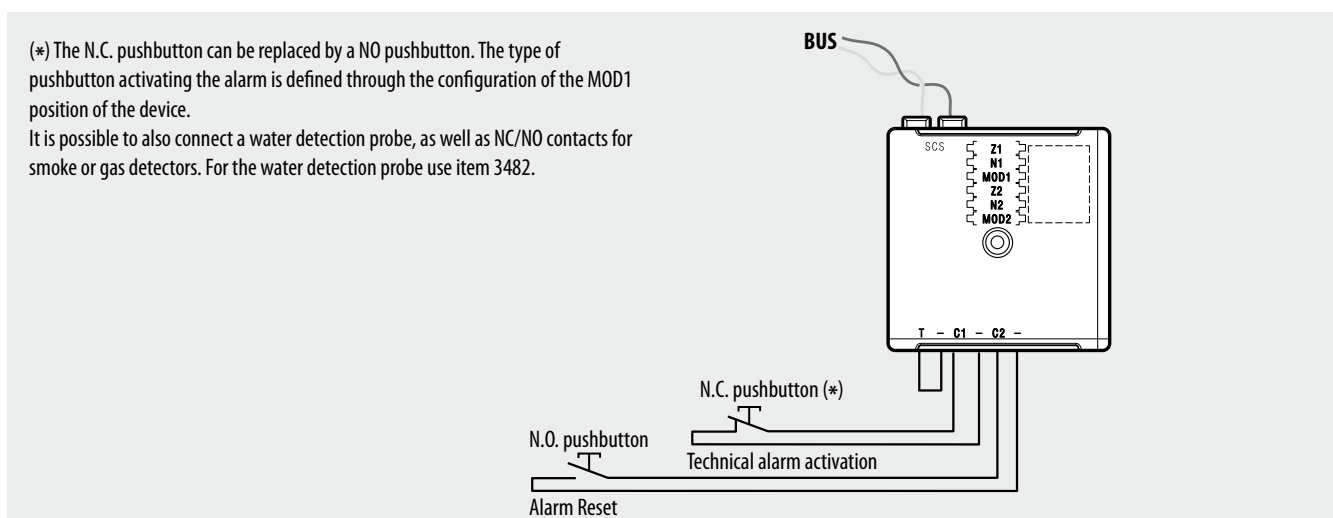 (*) The N.C. pushbutton can be replaced by a NO pushbutton. The type of
pushbutton activating the alarm is defined through the configuration of the MOD1
position of the device.
It is possible to also connect a water detection probe, as well as NC/NO contacts for
smoke or gas detectors. For the water detection probe use item 3482.
BUS
SCS
Z1
N1
MOD1
Z2
N2
MOD2
T - C1 - C2 -
N.C. pushbutton (*)
Technical alarm activation
N.O. pushbutton
Alarm Reset